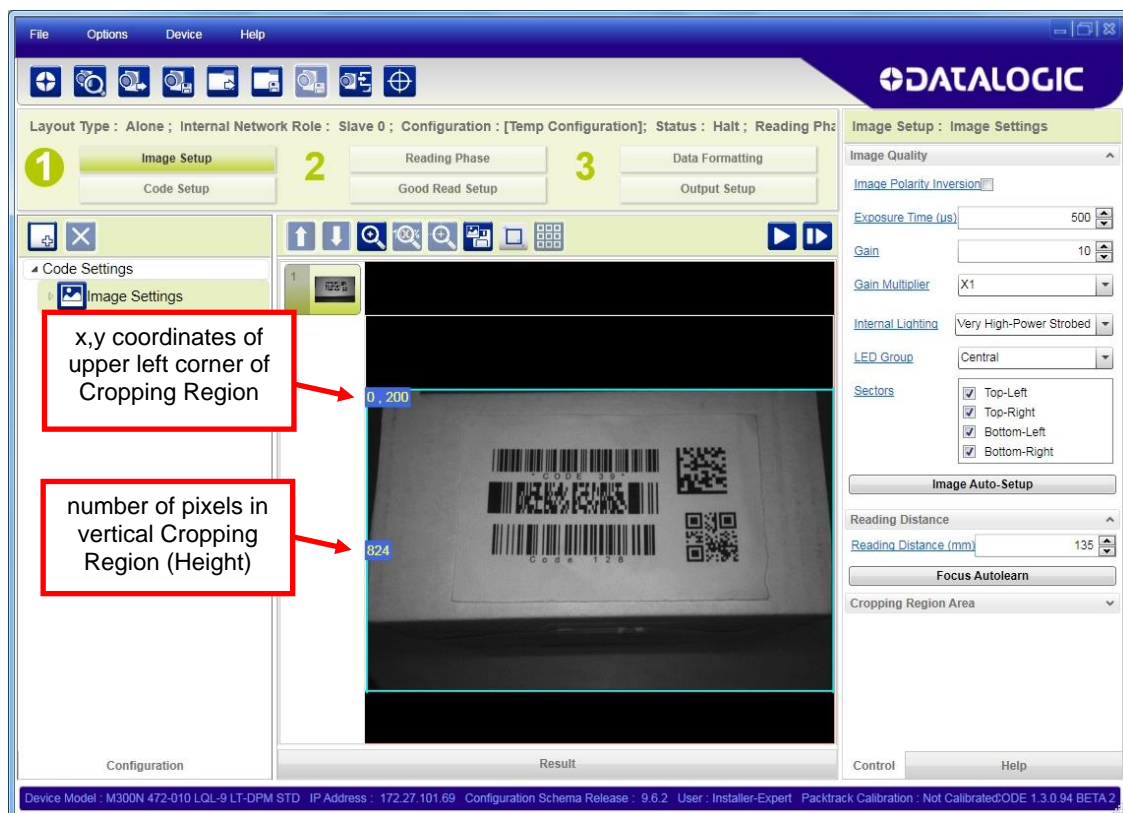 File Options Device Help
DATALOGIC
Layout Type : Alone ; Internal Network Role : Slave 0 ; Configuration : [Temp Configuration]; Status : Halt ; Reading Pha
1 Image Setup 2 Reading Phase 3 Data Formatting
Code Setup Good Read Setup Output Setup
Code Settings
Image Settings
x,y coordinates of
upper left corner of
Cropping Region
number of pixels in
vertical Cropping
Region (Height)
100%
1
0 , 200
824
*CODE 39*
Code 128
Configuration
Result
Image Setup : Image Settings
Image Quality
Image Polarity Inversion
Exposure Time (µs) 500
Gain 10
Gain Multiplier X1
Internal Lighting Very High-Power Strobed
LED Group Central
Sectors Top-Left
Top-Right
Bottom-Left
Bottom-Right
Image Auto-Setup
Reading Distance
Reading Distance (mm) 135
Focus Autolearn
Cropping Region Area
Control Help
Device Model : M300N 472-010 LQL-9 LT-DPM STD IP Address : 172.27.101.69 Configuration Schema Release : 9.6.2 User : Installer-Expert Packtrack Calibration : Not Calibrated CODE 1.3.0.94 BETA 2